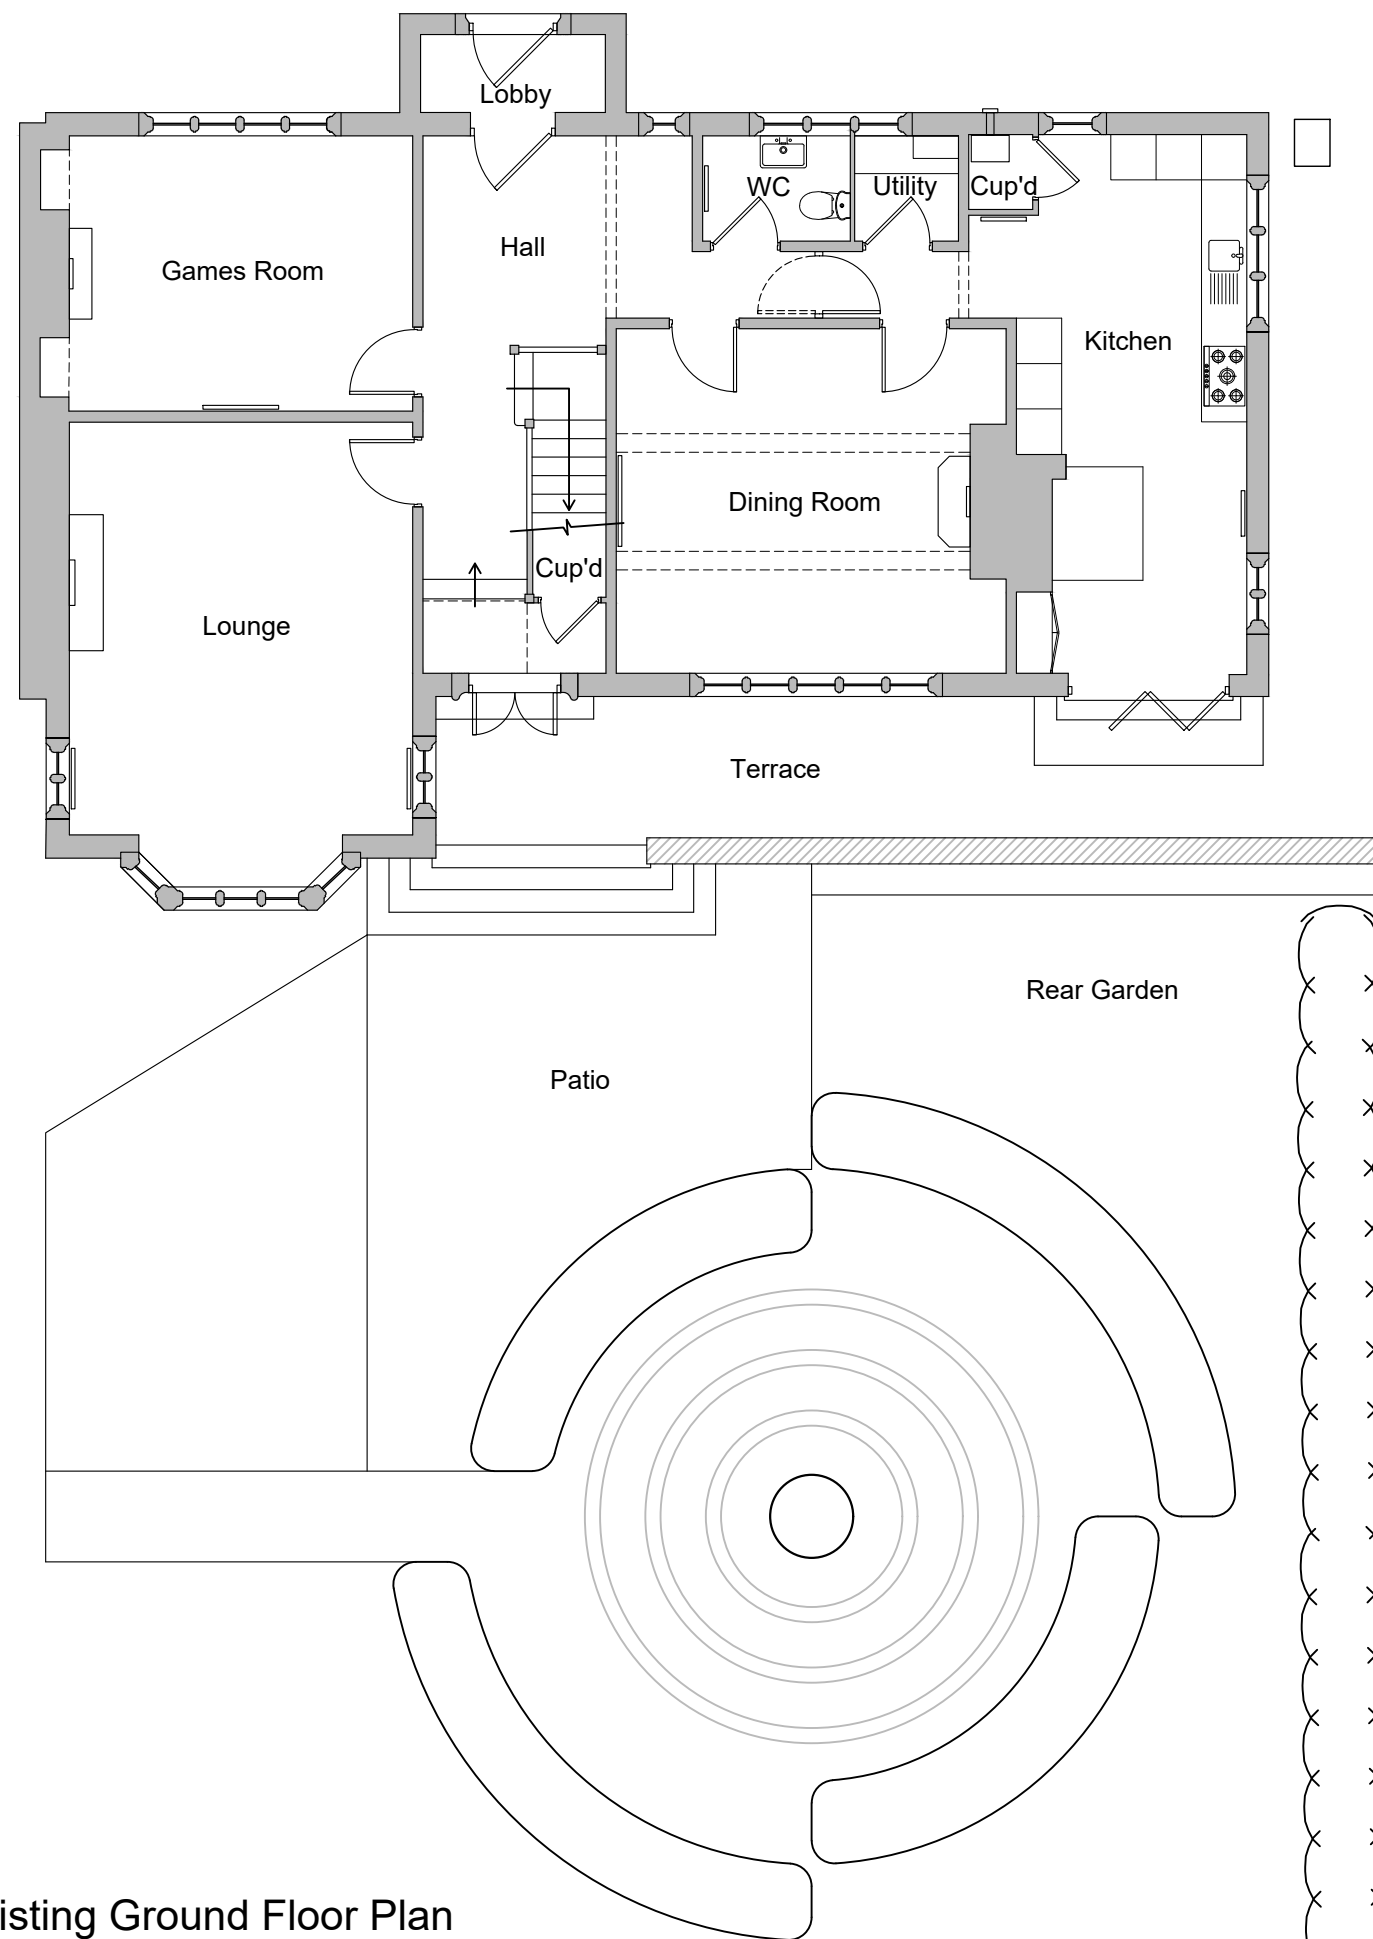 Lobby
WC
Utility
Cup'd
Hall
Games Room
Kitchen
Dining Room
Cup'd
Lounge
Terrace
Rear Garden
Patio
isting Ground Floor Plan